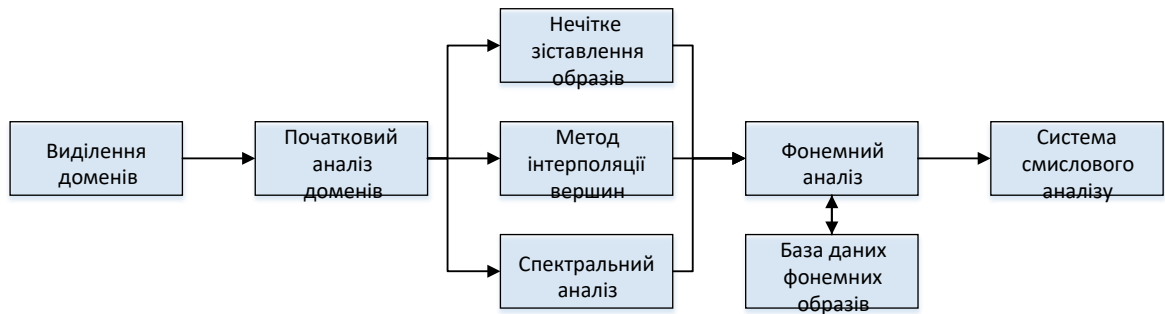 Нечітке
зіставлення
образів
Виділення
доменів
Початковий
аналіз
доменів
Метод
інтерполяції
вершин
Фонемний
аналіз
Система
смислового
аналізу
Спектральний
аналіз
База даних
фонемних
образів